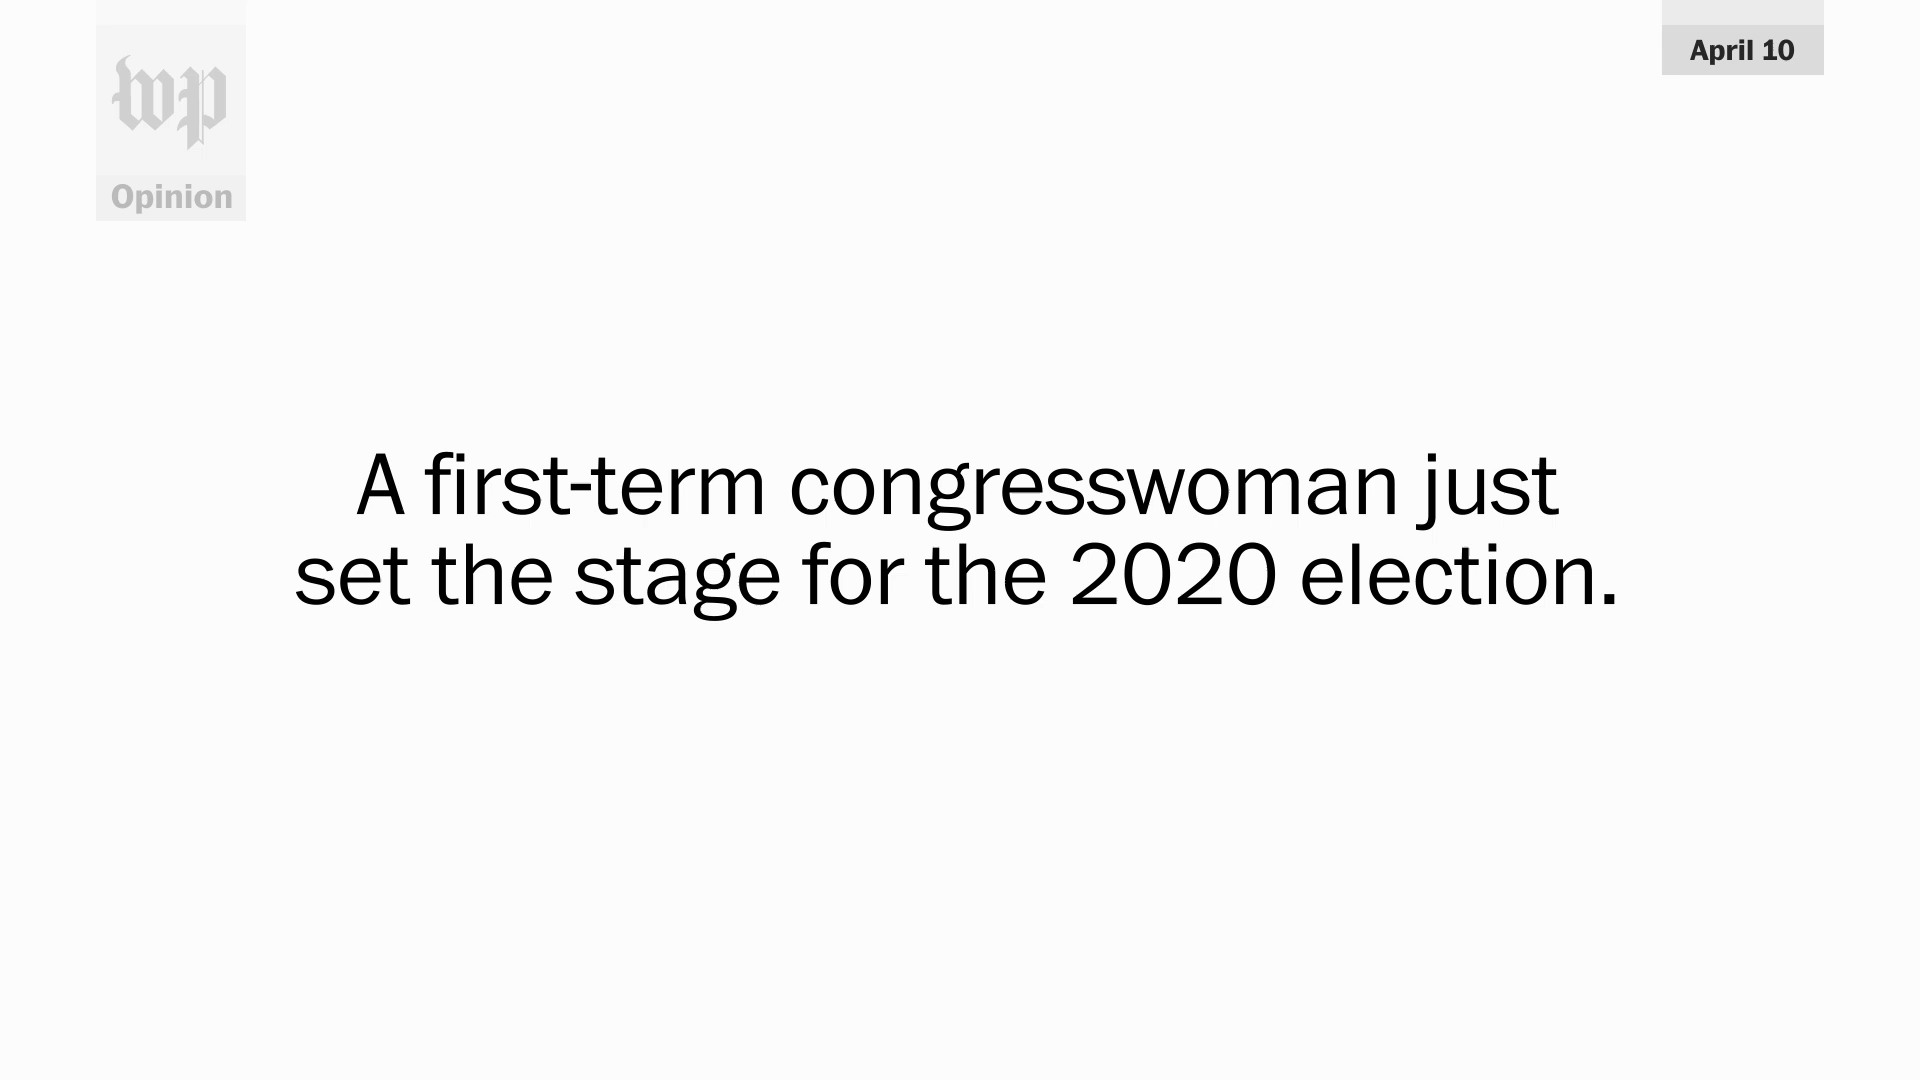 wp
Opinion
April 10
A first-term congresswoman just
set the stage for the 2020 election.